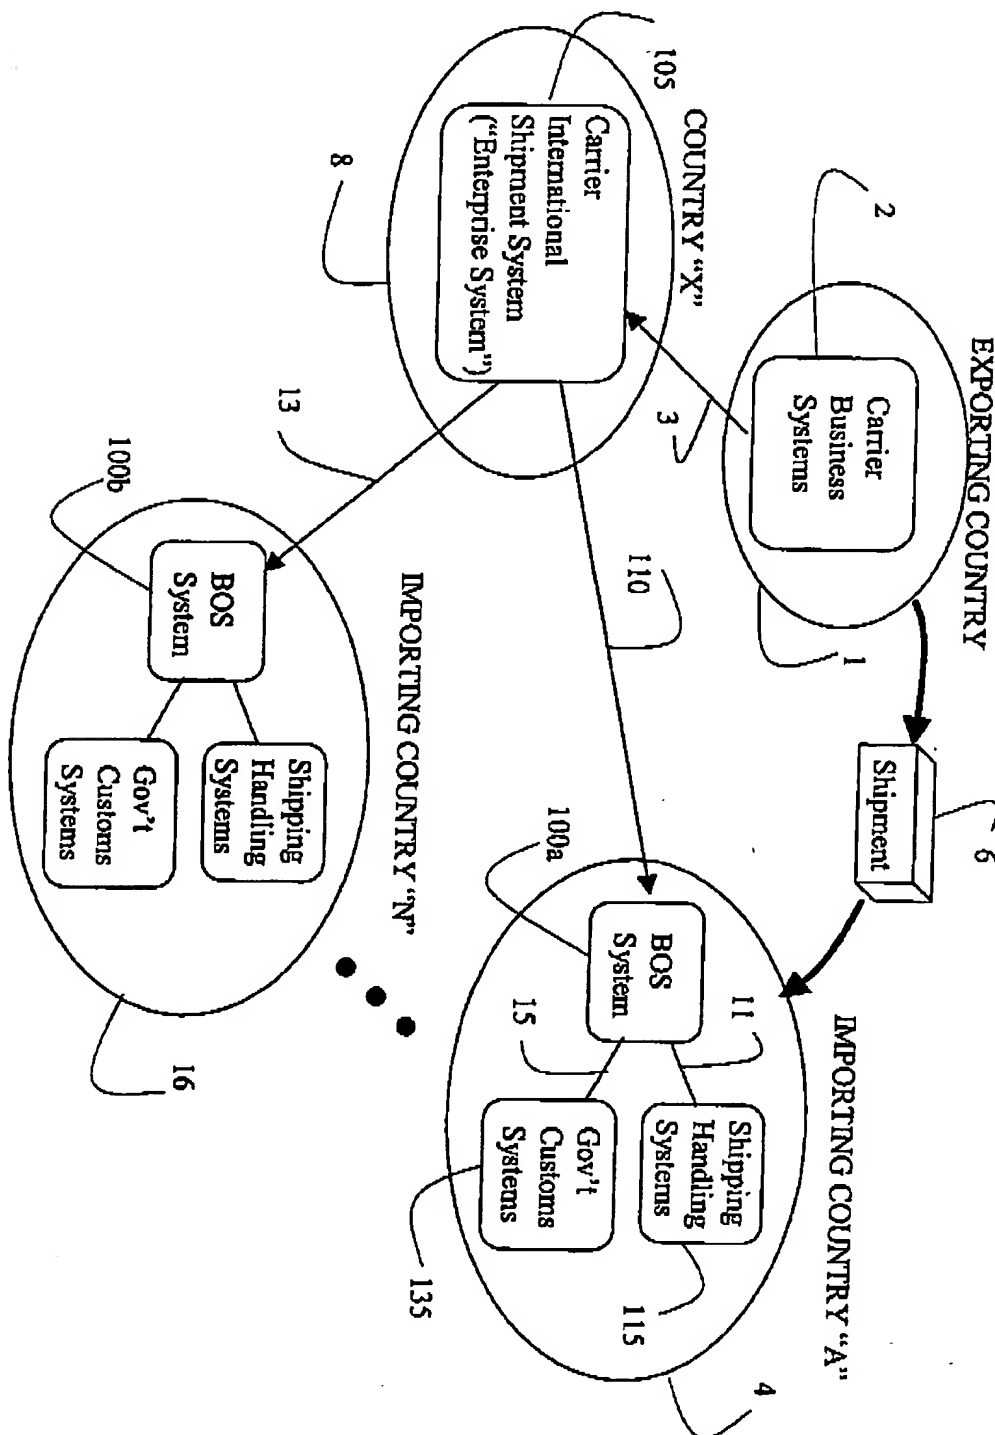 EXPORTING COUNTRY
2
Carrier
Business
Systems
1
3
Shipment
6
COUNTRY "X"
105
Carrier
International
Shipment System
("Enterprise System")
8
110
13
IMPORTING COUNTRY "A"
BOS
System
100a
11
15
Shipping
Handling
Systems
115
Gov't
Customs
Systems
135
4
IMPORTING COUNTRY "N"
100b
BOS
System
Shipping
Handling
Systems
Gov't
Customs
Systems
16